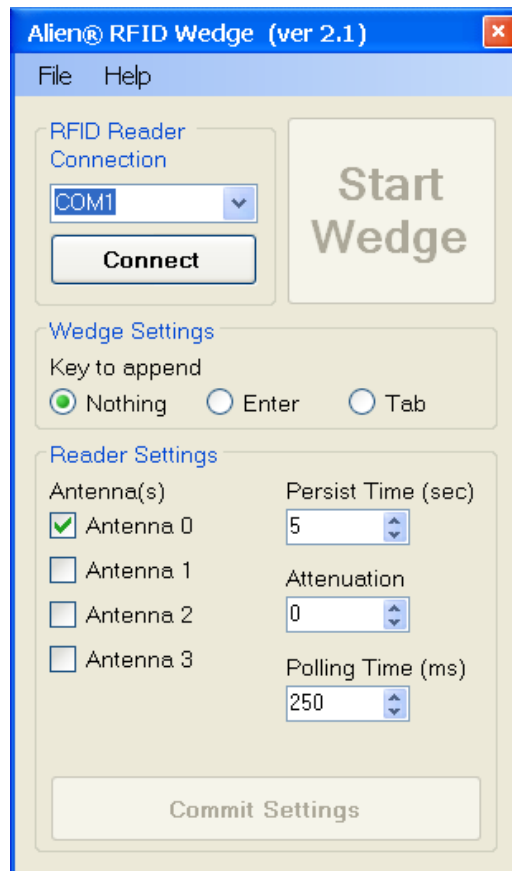 Alien® RFID Wedge (ver 2.1)
File Help
RFID Reader
Connection
COM1
Connect
Start
Wedge
Wedge Settings
Key to append
Nothing Enter Tab
Reader Settings
Antenna(s)
Antenna 0
Antenna 1
Antenna 2
Antenna 3
Persist Time (sec)
5
Attenuation
0
Polling Time (ms)
250
Commit Settings